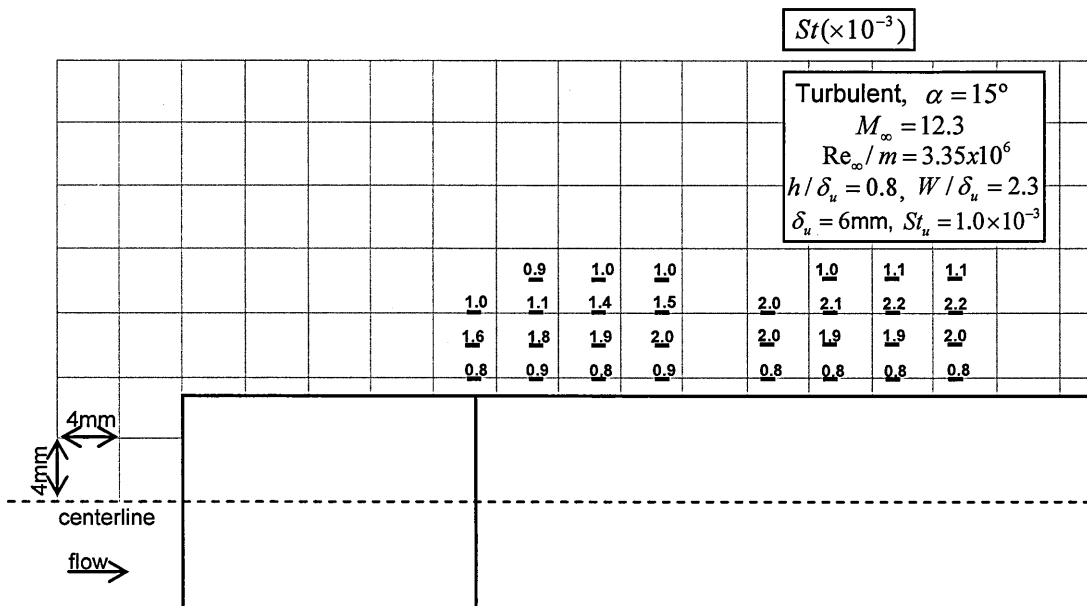 St(×10⁻³)
Turbulent, α = 15°
M∞ = 12.3
Re∞/m = 3.35x10⁶
h/δᵤ = 0.8, W/δᵤ = 2.3
δᵤ = 6mm, Stᵤ = 1.0×10⁻³
0.9 1.0 1.0 1.0 1.1 1.1
1.0 1.1 1.4 1.5 2.0 2.1 2.2 2.2
1.6 1.8 1.9 2.0 2.0 1.9 1.9 2.0
0.8 0.9 0.8 0.9 0.8 0.8 0.8 0.8
4mm
4mm
centerline
flow